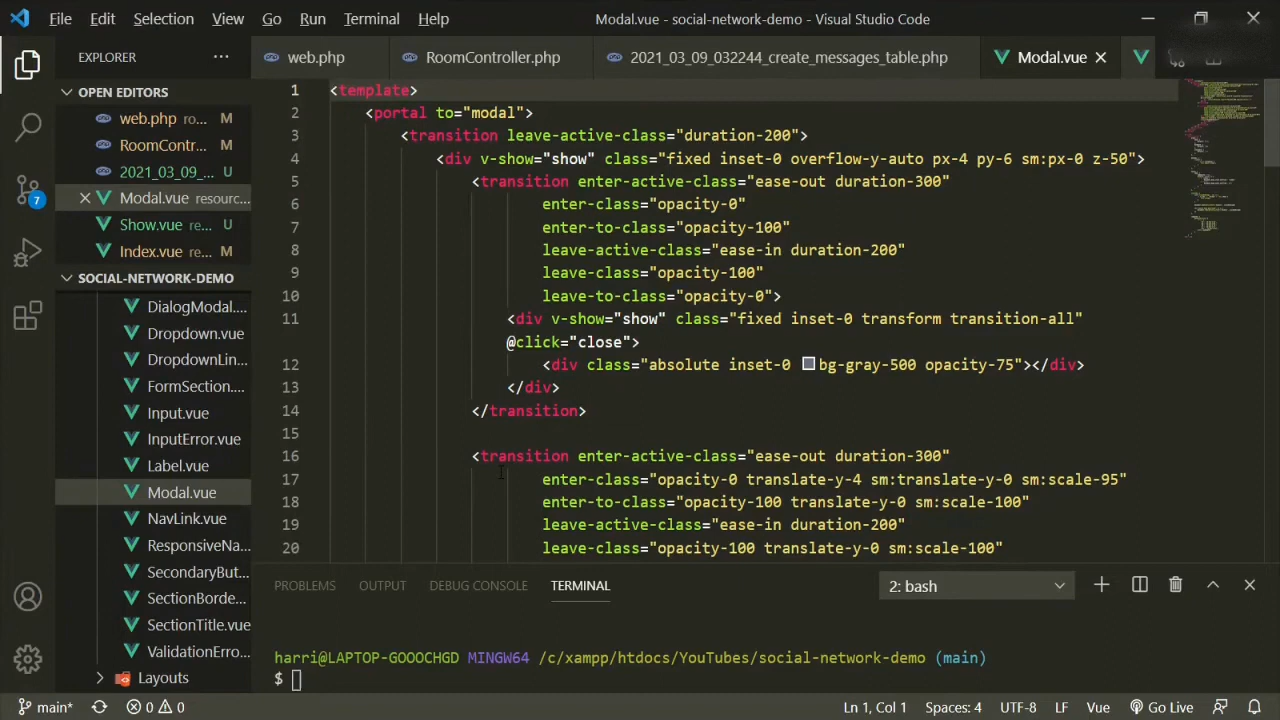 File Edit Selection View Go Run Terminal Help
Modal.vue - social-network-demo - Visual Studio Code
EXPLORER
OPEN EDITORS
web.php ro... M
RoomContr... M
2021_03_09_... U
Modal.vue resourc...
Show.vue re... U
Index.vue re... M
SOCIAL-NETWORK-DEMO
DialogModal....
Dropdown.vue
DropdownLin...
FormSection....
Input.vue
InputError.vue
Label.vue
Modal.vue
NavLink.vue
ResponsiveNa...
SecondaryBut...
SectionBorde...
SectionTitle.vue
ValidationErro...
Layouts
7
web.php
RoomController.php
2021_03_09_032244_create_messages_table.php
Modal.vue
1 <template>
2 <portal to="modal">
3 <transition leave-active-class="duration-200">
4 <div v-show="show" class="fixed inset-0 overflow-y-auto px-4 py-6 sm:px-0 z-50">
5 <transition enter-active-class="ease-out duration-300"
6 enter-class="opacity-0"
7 enter-to-class="opacity-100"
8 leave-active-class="ease-in duration-200"
9 leave-class="opacity-100"
10 leave-to-class="opacity-0">
11 <div v-show="show" class="fixed inset-0 transform transition-all"
@click="close">
12 <div class="absolute inset-0 bg-gray-500 opacity-75"></div>
13 </div>
14 </transition>
15
16 <transition enter-active-class="ease-out duration-300"
17 enter-class="opacity-0 translate-y-4 sm:translate-y-0 sm:scale-95"
18 enter-to-class="opacity-100 translate-y-0 sm:scale-100"
19 leave-active-class="ease-in duration-200"
20 leave-class="opacity-100 translate-y-0 sm:scale-100"
PROBLEMS OUTPUT DEBUG CONSOLE TERMINAL
2: bash
harri@LAPTOP-GOOOCHGD MINGW64 /c/xampp/htdocs/YouTubes/social-network-demo (main)
$
main* 0 0
Ln 1, Col 1 Spaces: 4 UTF-8 LF Vue Go Live